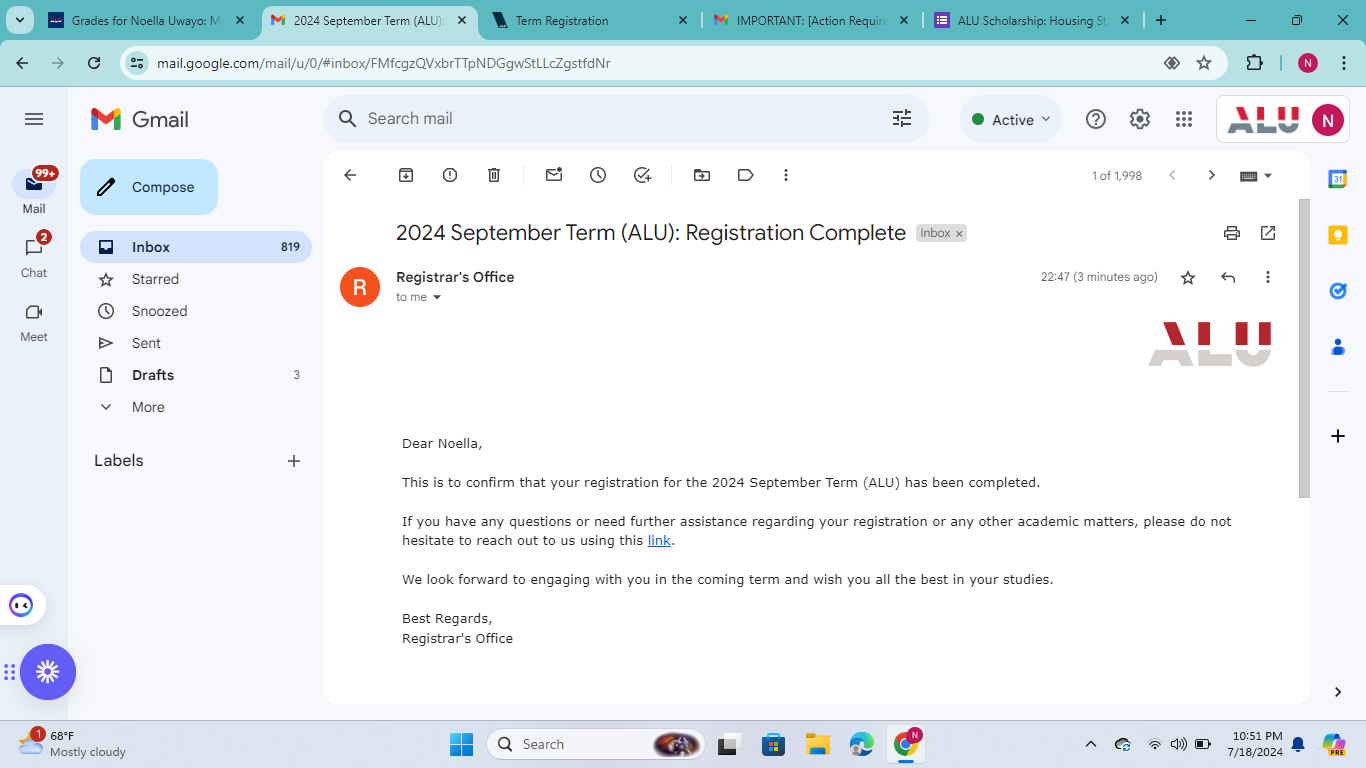 Grades for Noella Uwayo: Mo
2024 September Term (ALU):
Term Registration
IMPORTANT: [Action Require
ALU Scholarship: Housing St
mail.google.com/mail/u/0/#inbox/FMfcgzQVxbrTTpNDGgwStLLcZgstfdNr
N
Gmail
Search mail
Active
ALU
N
99+
Mail
2
Chat
Meet
Compose
Inbox 819
Starred
Snoozed
Sent
Drafts 3
More
Labels
1 of 1,998
31
2024 September Term (ALU): Registration Complete Inbox x
R
Registrar's Office
to me
22:47 (3 minutes ago)
ALU
Dear Noella,
This is to confirm that your registration for the 2024 September Term (ALU) has been completed.
If you have any questions or need further assistance regarding your registration or any other academic matters, please do not
hesitate to reach out to us using this link.
We look forward to engaging with you in the coming term and wish you all the best in your studies.
Best Regards,
Registrar's Office
1
68°F
Mostly cloudy
Search
N
10:51 PM
7/18/2024
PRE